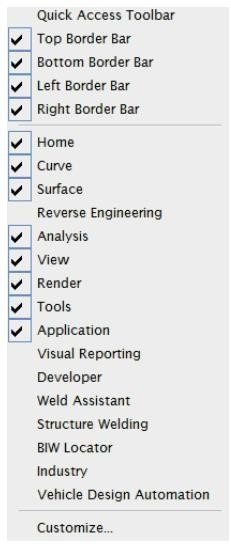 Quick Access Toolbar
Top Border Bar
Bottom Border Bar
Left Border Bar
Right Border Bar
Home
Curve
Surface
Reverse Engineering
Analysis
View
Render
Tools
Application
Visual Reporting
Developer
Weld Assistant
Structure Welding
BIW Locator
Industry
Vehicle Design Automation
Customize...